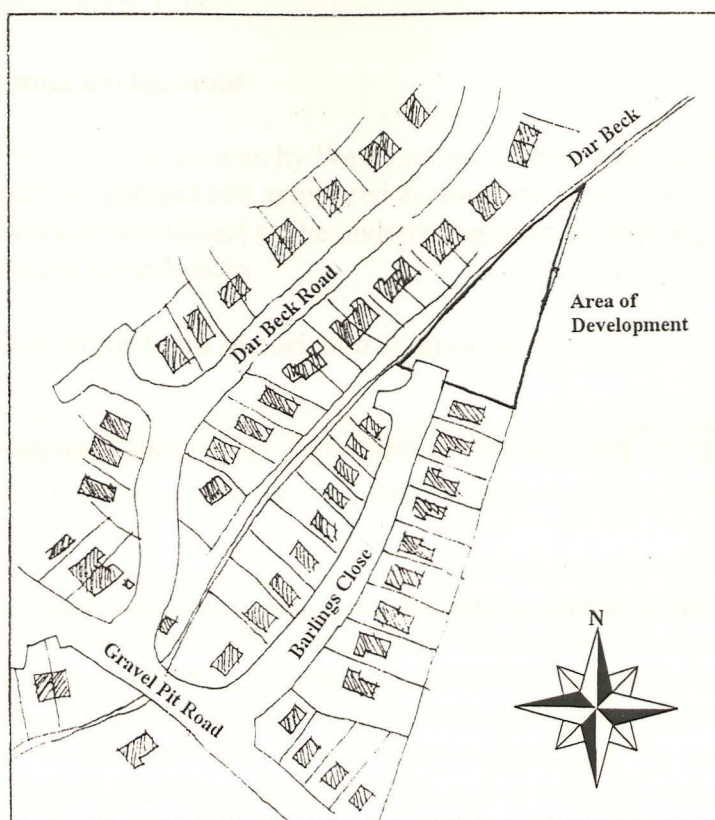 Dar Beck
Dar Beck Road
Area of
Development
Barlings Close
Gravel Pit Road
N